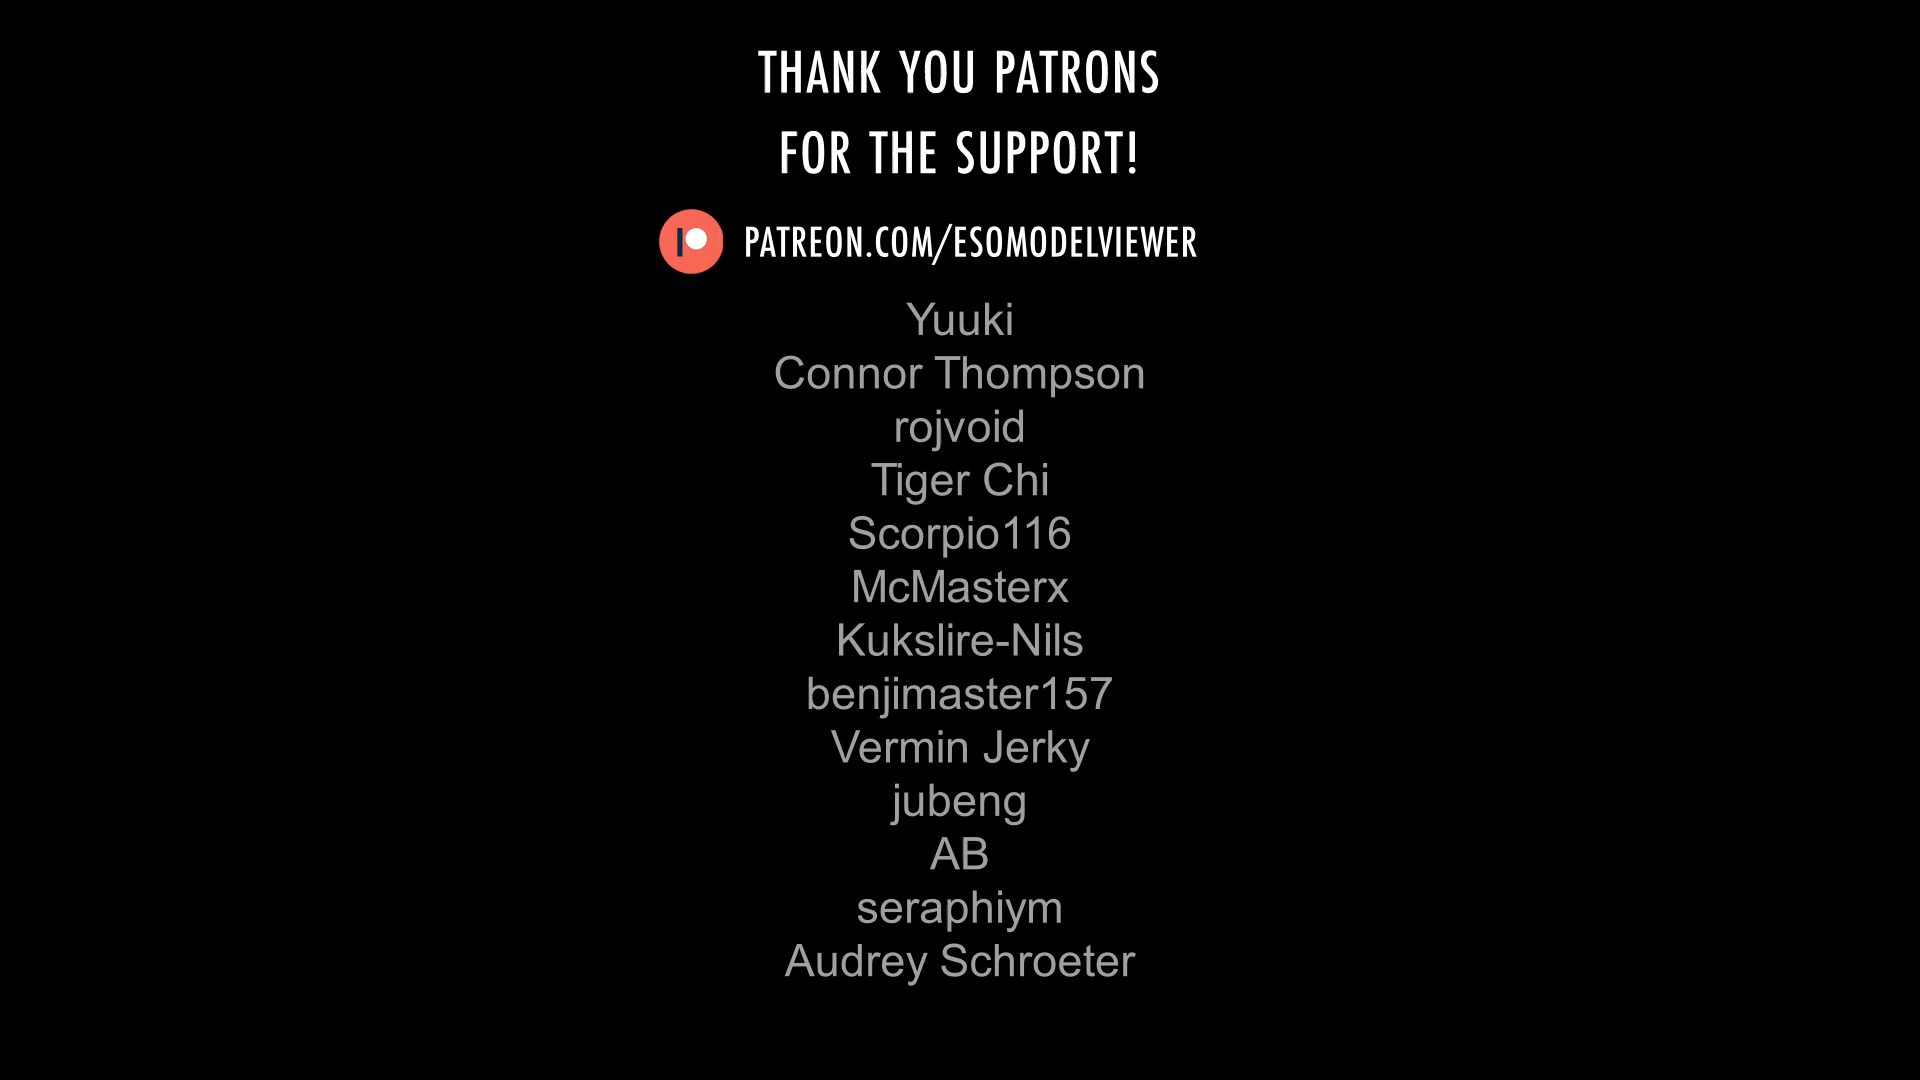 THANK YOU PATRONS
FOR THE SUPPORT!
PATREON.COM/ESOMODELVIEWER
Yuuki
Connor Thompson
rojvoid
Tiger Chi
Scorpio116
McMasterx
Kukslire-Nils
benjimaster157
Vermin Jerky
jubeng
AB
seraphiym
Audrey Schroeter